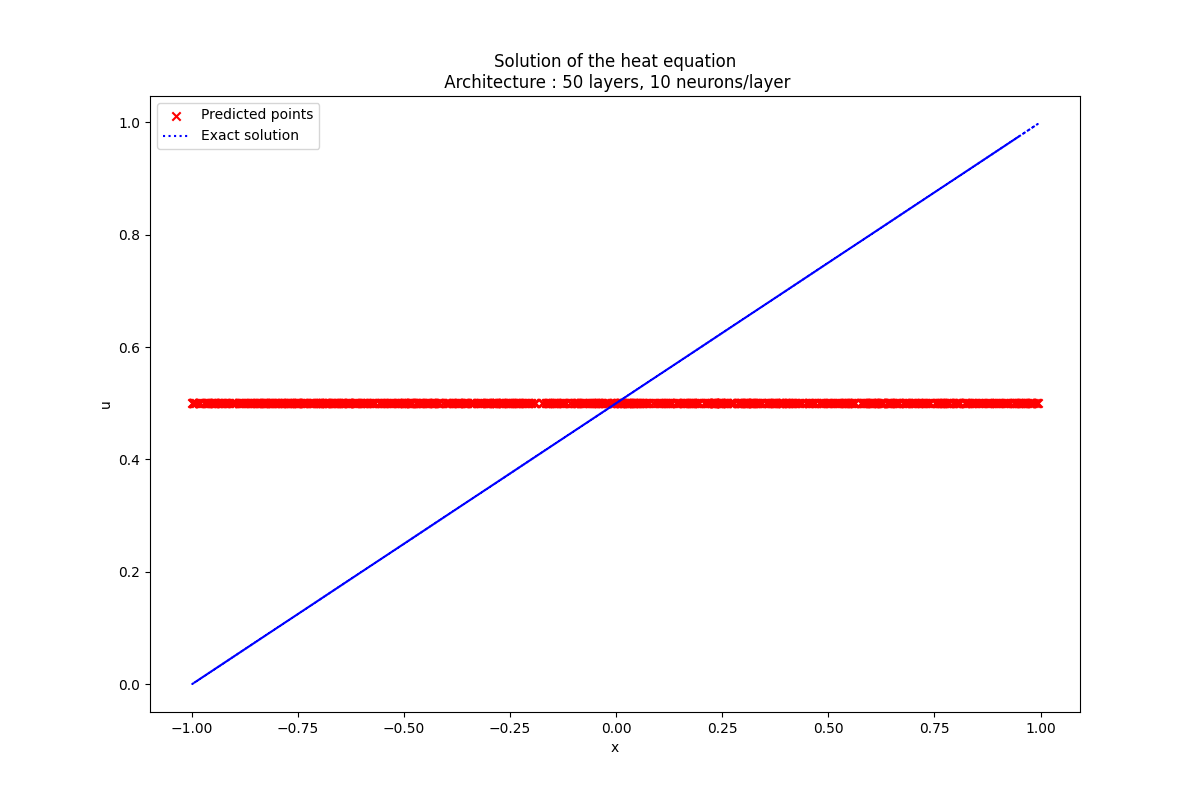 Solution of the heat equation
Architecture : 50 layers, 10 neurons/layer
Predicted points
Exact solution
1.0
0.8
0.6
0.4
0.2
0.0
u
−1.00
−0.75
−0.50
−0.25
0.00
0.25
0.50
0.75
1.00
x